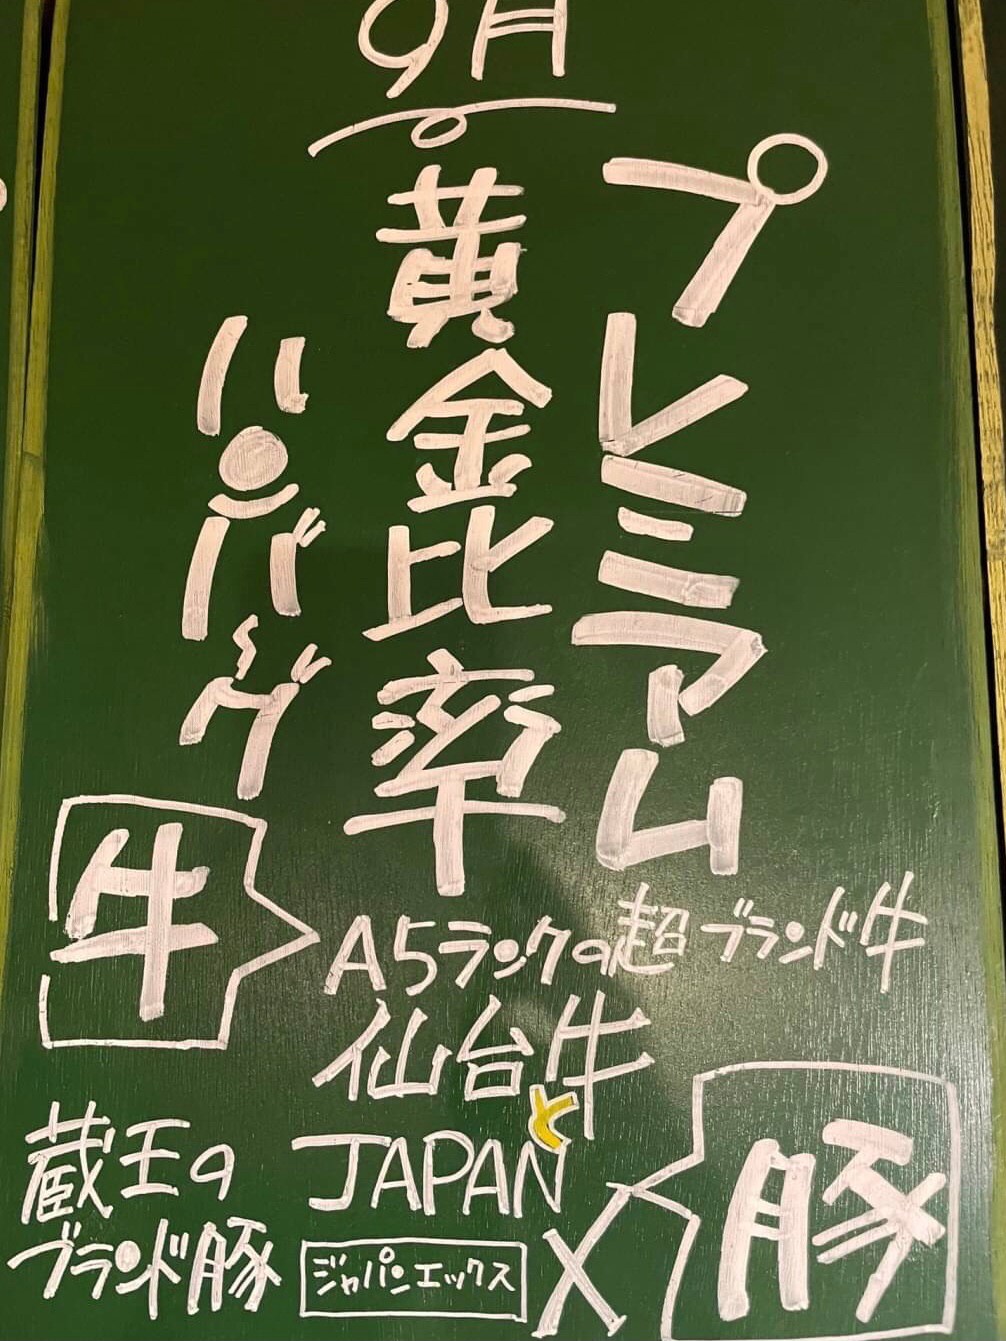 9月
プレミアム
黄金比率
ハンバーグ
牛
A5ランクの超ブランド牛
仙台牛
と
蔵王の
ブランド豚
JAPAN X
ジャパンエックス
豚